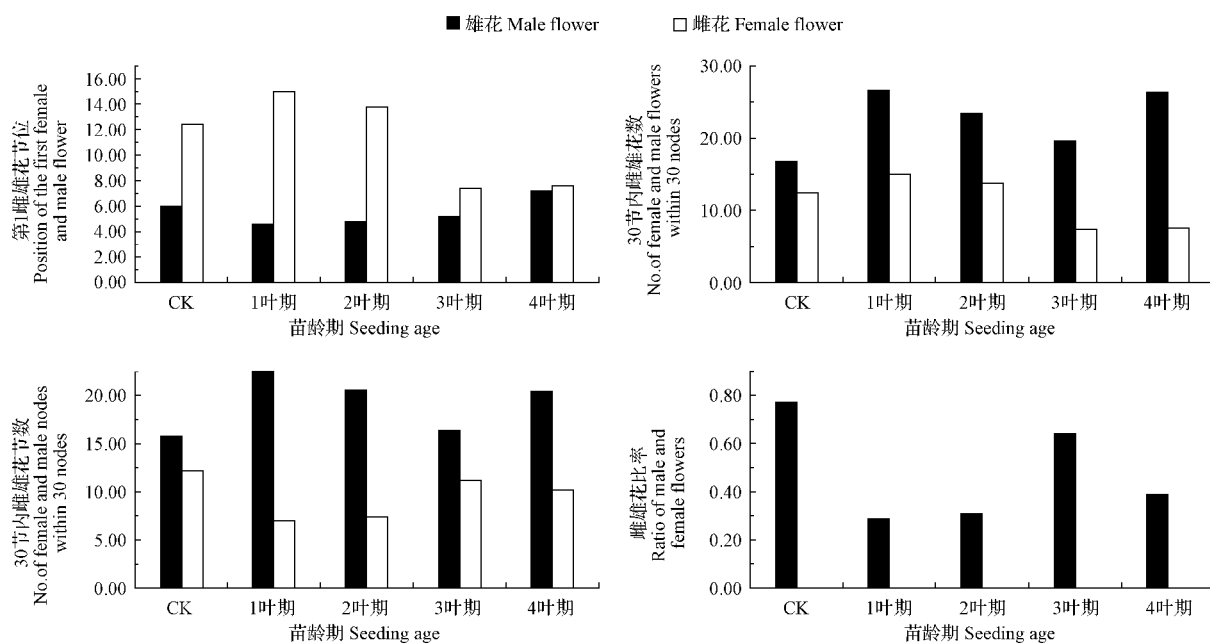 雄花 Male flower
雌花 Female flower
第1雌雄花节位
Position of the first female
and male flower
16.00
14.00
12.00
10.00
8.00
6.00
4.00
2.00
0.00
CK
1叶期
2叶期
3叶期
4叶期
苗龄期 Seeding age
30节内雌雄花数
No.of female and male flowers
within 30 nodes
30.00
20.00
10.00
0.00
CK
1叶期
2叶期
3叶期
4叶期
苗龄期 Seeding age
30节内雌雄花节数
No.of female and male nodes
within 30 nodes
20.00
15.00
10.00
5.00
0.00
CK
1叶期
2叶期
3叶期
4叶期
苗龄期 Seeding age
雌雄花比率
Ratio of male and
female flowers
0.80
0.60
0.40
0.20
0.00
CK
1叶期
2叶期
3叶期
4叶期
苗龄期 Seeding age